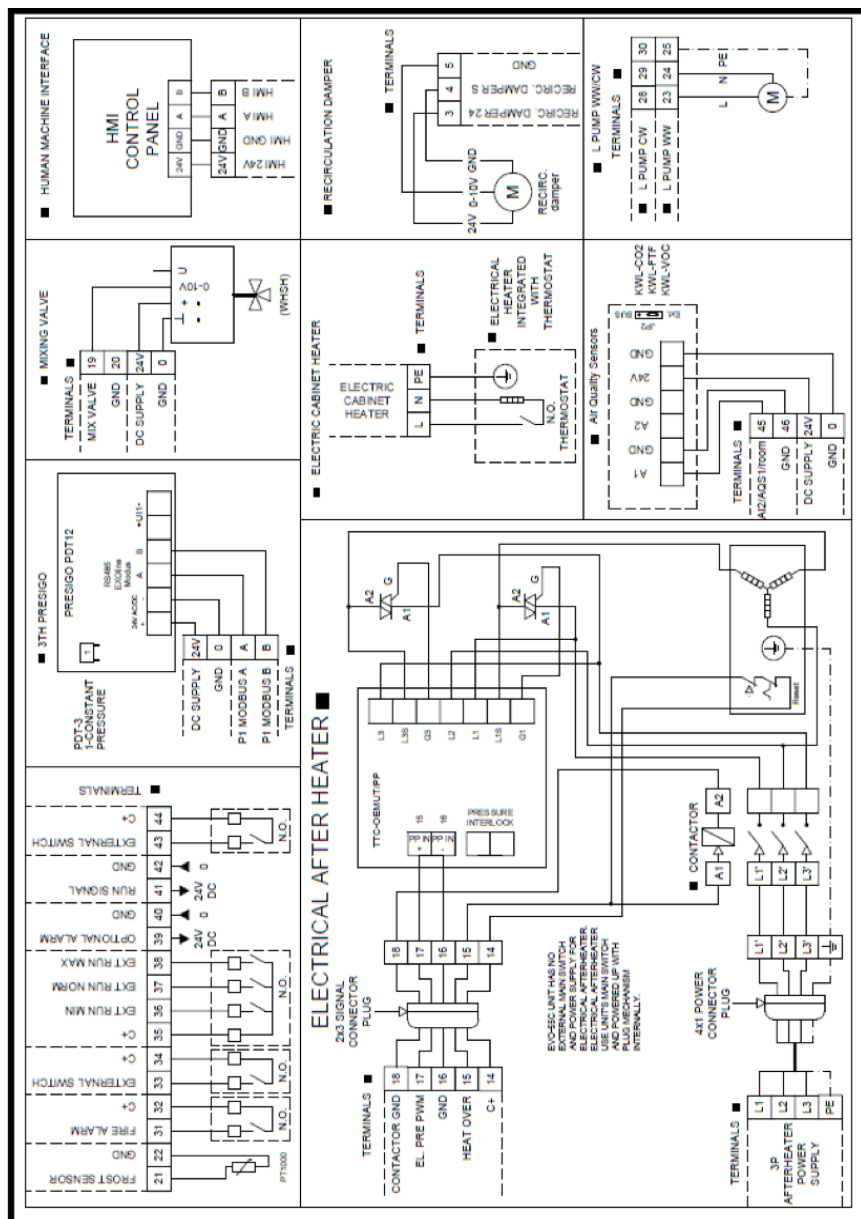 ■ HUMAN MACHINE INTERFACE
HMI
CONTROL
PANEL
24V GND A B
24V GND A B
HMI 24V
HMI GND
HMI A
HMI B
■ RECIRCULATION DAMPER
■ TERMINALS
3 4 5
RECIRC. DAMPER 24
RECIRC. DAMPER S
GND
24V 0-10V GND
M
RECIRC.
damper
■ L PUMP WW/CW
TERMINALS ■
■ L PUMP CW 28 29 30
■ L PUMP WW 23 24 25
L N PE
M
■ MIXING VALVE
TERMINALS ■
MIX VALVE 19
GND 20
DC SUPPLY 24V
GND 0
⊥ + 0-10V U
(WHSH)
■ ELECTRIC CABINET HEATER
ELECTRIC
CABINET
HEATER
L N PE
■ TERMINALS
■ ELECTRICAL
HEATER
INTEGRATED
WITH
THERMOSTAT
N.O.
THERMOSTAT
■ Air Quality Sensors
KWL-CO2
KWL-FTF
KWL-VOC
JP2
BUS
Ext.
A1 GND A2 GND 24V GND
TERMINALS ■
AI2/AQS1/room 45
GND 46
DC SUPPLY 24V
GND 0
■ 3TH PRESIGO
PRESIGO PDT12
PDT-3
1-CONSTANT
PRESSURE
1
24V AC/DC
RS485
EXOline
Modus
+ - A B +UI1-
DC SUPPLY 24V
GND 0
P1 MODBUS A A
P1 MODBUS B B
TERMINALS ■
TERMINALS ■
FROST SENSOR 21
GND 22
PT1000
FIRE ALARM 31
C+ 32
N.O.
EXTERNAL SWITCH 33
C+ 34
N.O.
C+ 35
EXT RUN MIN 36
EXT RUN NORM 37
EXT RUN MAX 38
N.O.
OPTIONAL ALARM 39
24V DC
GND 40
0
RUN SIGNAL 41
24V DC
GND 42
0
EXTERNAL SWITCH 43
C+ 44
N.O.
ELECTRICAL AFTER HEATER ■
2x3 SIGNAL
CONNECTOR
PLUG
TERMINALS ■
CONTACTOR GND 18
EL. PRE PWM 17
GND 16
HEAT OVER 15
C+ 14
18
17
16
15
14
TTC-OEMUT/PP
PP IN + 15
PP IN - 16
PRESSURE
INTERLOCK
L3
L3S
G3
L2
L1
L1S
G1
A2
G
A1
A2
G
A1
Reset
EVO-55C UNIT HAS NO
EXTERNAL MAIN SWITCH
AND POWER SUPPLY FOR
ELECTRICAL AFTERHEATER.
ELECTRICAL AFTERHEATER
USE UNITS MAIN SWITCH
AND POWERED UP WITH
PLUG MECHANISM
INTERNALLY.
■ CONTACTOR
A1 A2
L1'
L2'
L3'
L1'
L2'
L3'
4x1 POWER
CONNECTOR
PLUG
TERMINALS ■
3P
AFTERHEATER
POWER
SUPPLY
L1
L2
L3
PE